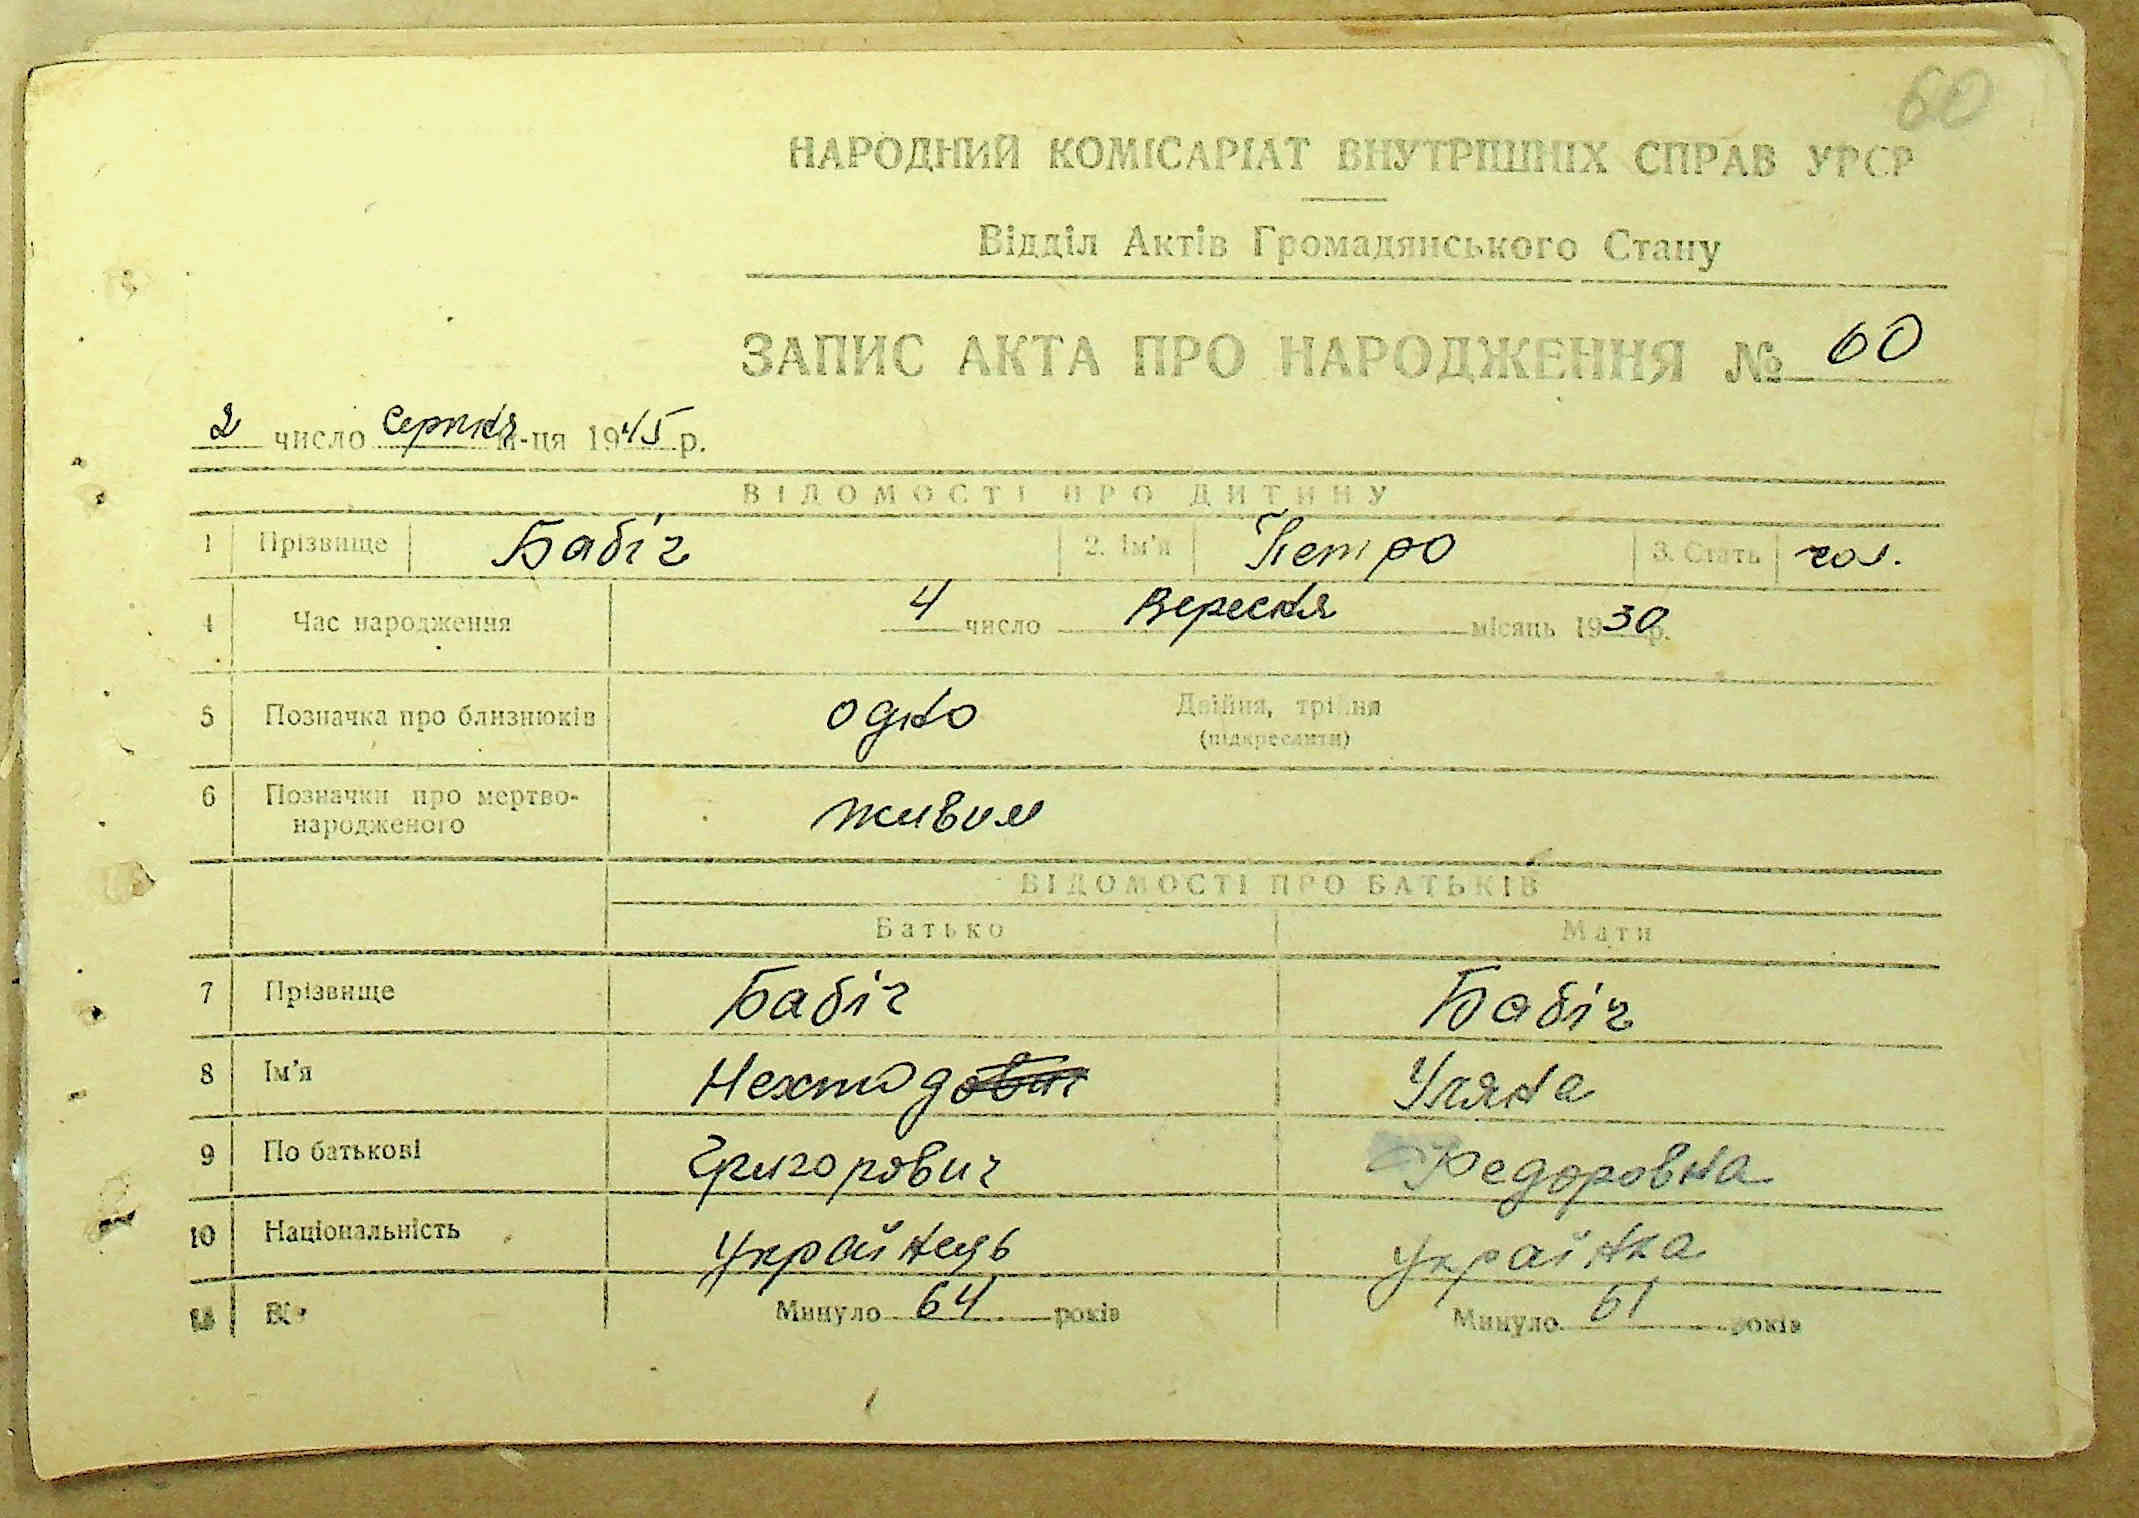 60
НАРОДНИЙ КОМІСАРІАТ ВНУТРІШНІХ СПРАВ УРСР
Відділ Актів Громадянського Стану
ЗАПИС АКТА ПРО НАРОДЖЕННЯ № 60
2 число серпня м-ця 1945 р.
ВІДОМОСТІ ПРО ДИТИНУ
1 Прізвище Бабіч 2. Ім'я Петро 3. Стать чол.
4 Час народження 4 число Вересня місяць 1930 р.
5 Позначка про близнюків одно Двійня, трійня
(підкреслити)
6 Позначки про мертво- живим
народженого
ВІДОМОСТІ ПРО БАТЬКІВ
Батько Мати
7 Прізвище Бабіч Бабіч
8 Ім'я Нехтод Уляна
9 По батькові Григорович Федоровна
10 Національність Українець Українка
Минуло 64 років Минуло 61 років